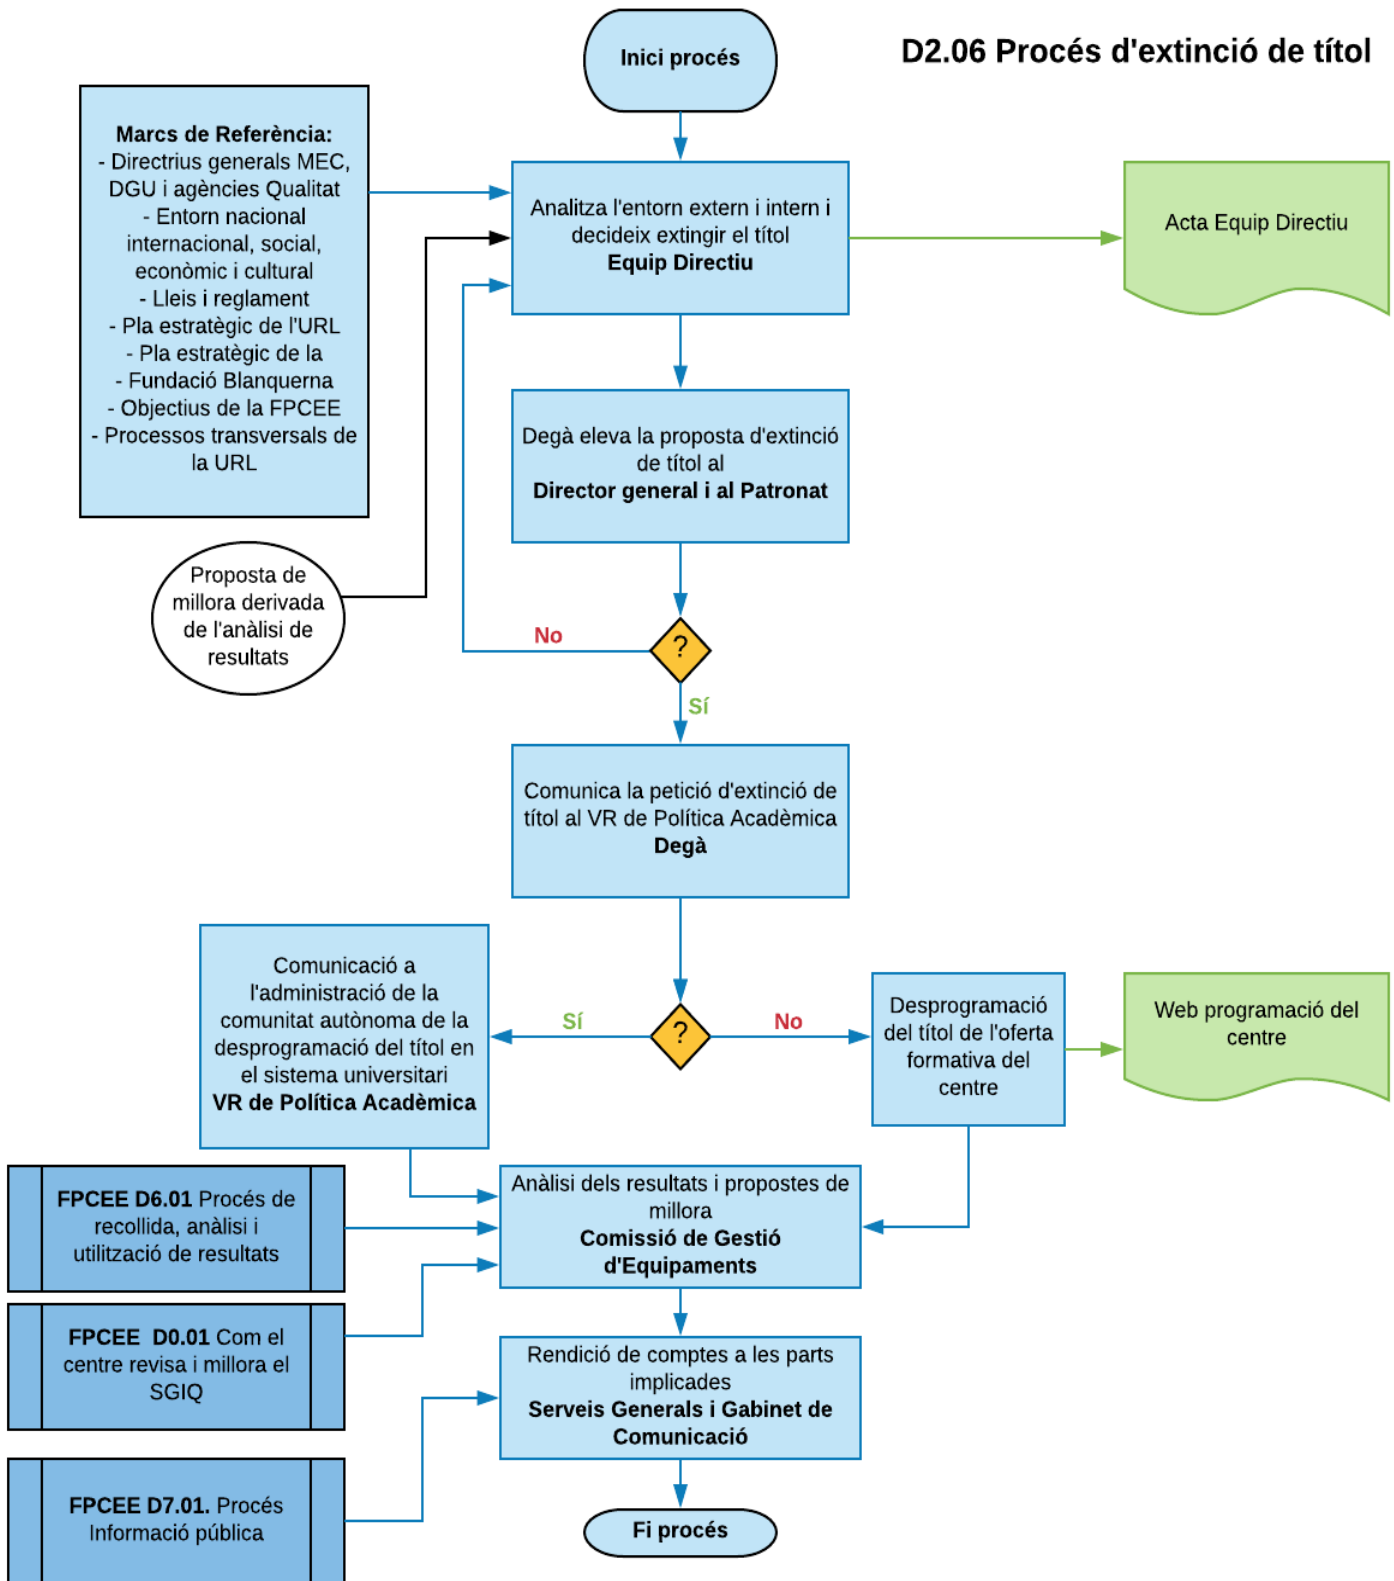 D2.06 Procés d'extinció de títol
Inici procés
Marcs de Referència:
- Directrius generals MEC,
DGU i agències Qualitat
- Entorn nacional
internacional, social,
econòmic i cultural
- Lleis i reglament
- Pla estratègic de l'URL
- Pla estratègic de la
- Fundació Blanquerna
- Objectius de la FPCEE
- Processos transversals de
la URL
Analitza l'entorn extern i intern i
decideix extingir el títol
Equip Directiu
Acta Equip Directiu
Degà eleva la proposta d'extinció
de títol al
Director general i al Patronat
Proposta de
millora derivada
de l'anàlisi de
resultats
No
?
Sí
Comunica la petició d'extinció de
títol al VR de Política Acadèmica
Degà
Comunicació a
l'administració de la
comunitat autònoma de la
desprogramació del títol en
el sistema universitari
VR de Política Acadèmica
Sí
?
No
Desprogramació
del títol de l'oferta
formativa del
centre
Web programació del
centre
FPCEE D6.01 Procés de
recollida, anàlisi i
utilització de resultats
Anàlisi dels resultats i propostes de
millora
Comissió de Gestió
d'Equipaments
FPCEE  D0.01 Com el
centre revisa i millora el
SGIQ
Rendició de comptes a les parts
implicades
Serveis Generals i Gabinet de
Comunicació
FPCEE D7.01. Procés
Informació pública
Fi procés